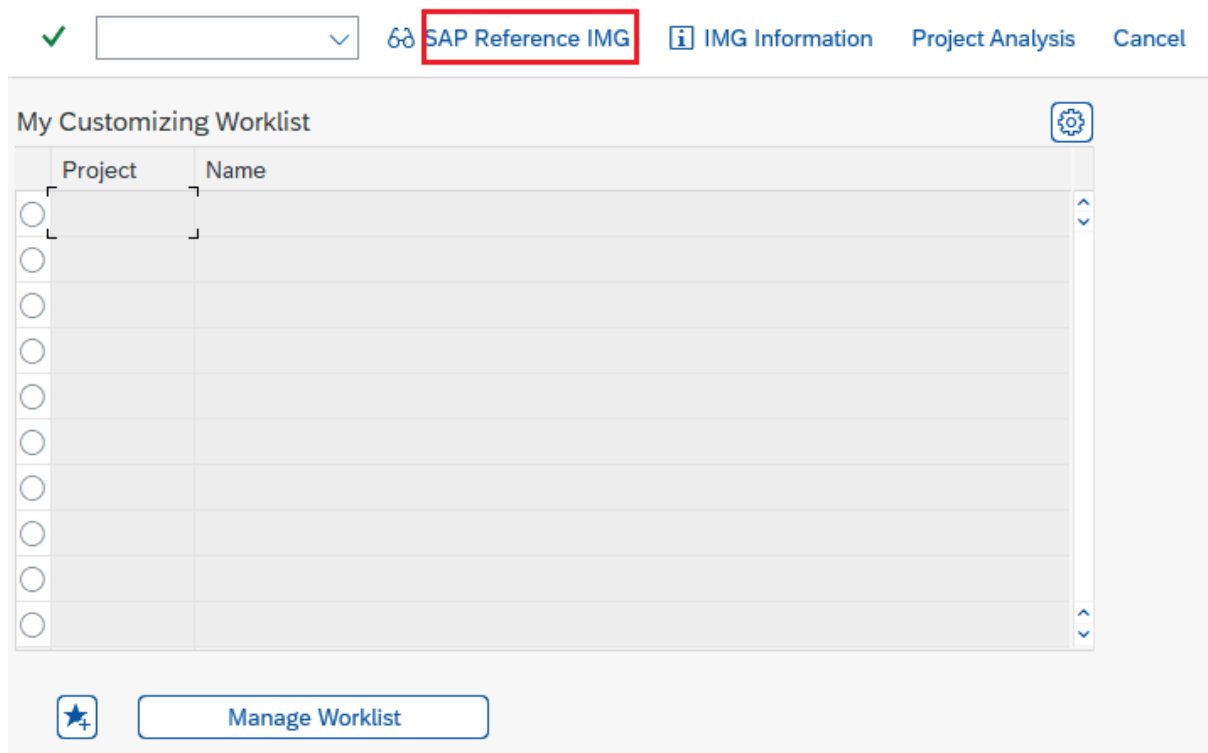 SAP Reference IMG IMG Information Project Analysis Cancel
My Customizing Worklist
Project Name
Manage Worklist